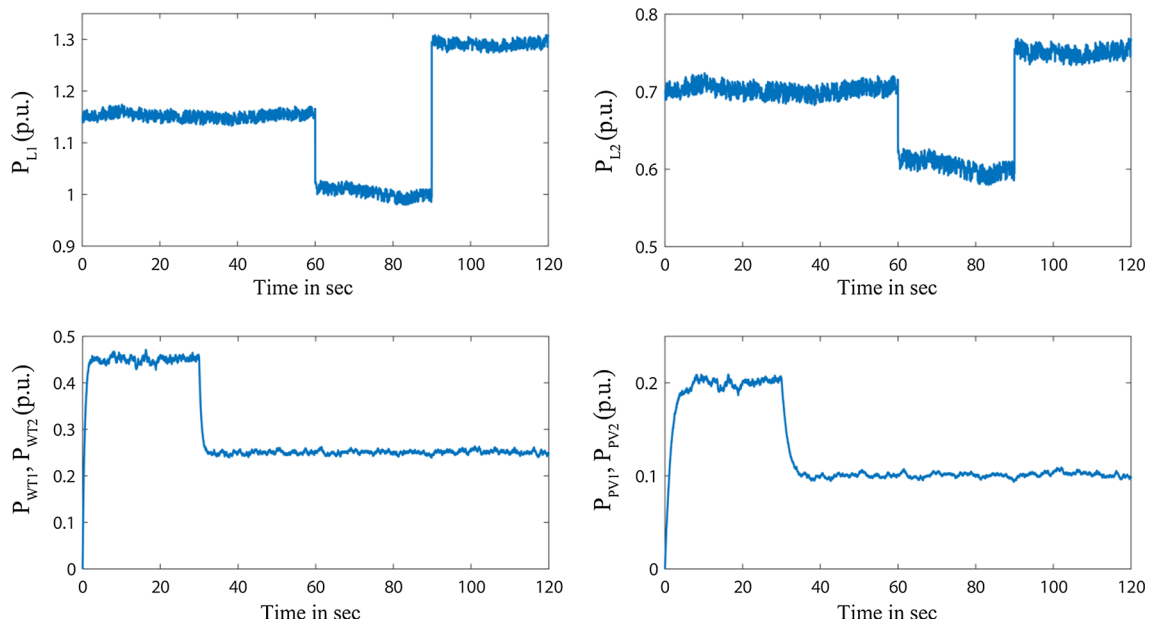 P_L1 (p.u.)
1.3
1.2
1.1
1
0.9
0 20 40 60 80 100 120
Time in sec
P_L2 (p.u.)
0.8
0.7
0.6
0.5
0 20 40 60 80 100 120
Time in sec
P_WT1, P_WT2 (p.u.)
0.5
0.4
0.3
0.2
0.1
0
0 20 40 60 80 100 120
Time in sec
P_PV1, P_PV2 (p.u.)
0.2
0.1
0
0 20 40 60 80 100 120
Time in sec